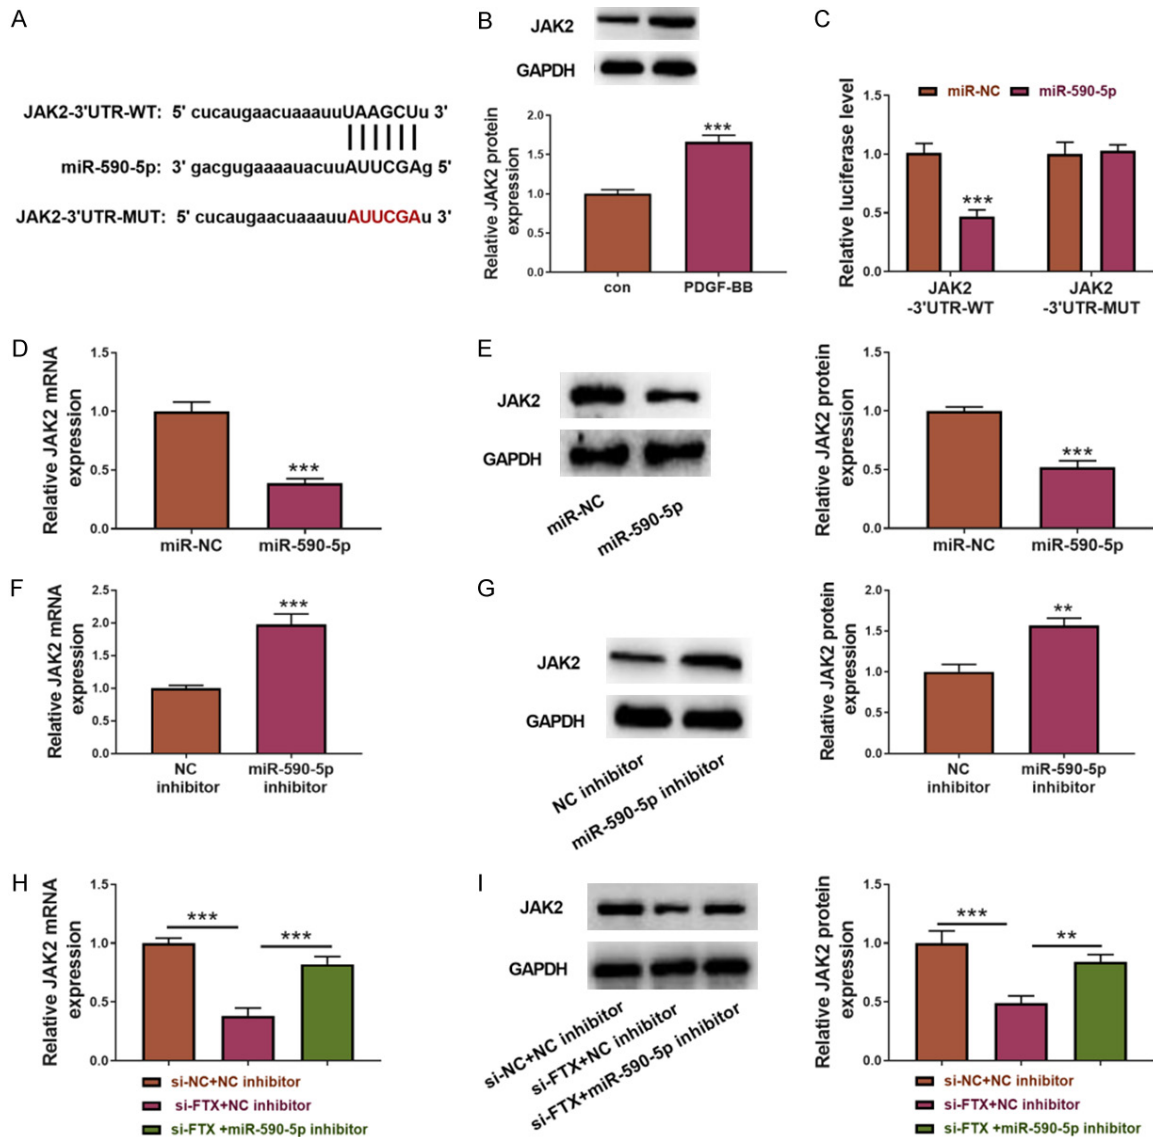 A
JAK2-3'UTR-WT: 5' cucaugaacuaaauuUAAGCUu 3'
miR-590-5p: 3' gacgugaaaauacuuAUUCGAg 5'
JAK2-3'UTR-MUT: 5' cucaugaacuaaauuAUUCGAu 3'
B
JAK2
GAPDH
Relative JAK2 protein
expression
2.0
1.5
1.0
0.5
0.0
***
con
PDGF-BB
C
miR-NC
miR-590-5p
Relative luciferase level
1.5
1.0
0.5
0.0
***
JAK2
-3'UTR-WT
JAK2
-3'UTR-MUT
D
Relative JAK2 mRNA
expression
1.5
1.0
0.5
0.0
***
miR-NC
miR-590-5p
E
JAK2
GAPDH
miR-NC
miR-590-5p
Relative JAK2 protein
expression
1.5
1.0
0.5
0.0
***
miR-NC
miR-590-5p
F
Relative JAK2 mRNA
expression
2.5
2.0
1.5
1.0
0.5
0.0
***
NC
inhibitor
miR-590-5p
inhibitor
G
JAK2
GAPDH
NC inhibitor
miR-590-5p inhibitor
Relative JAK2 protein
expression
2.0
1.5
1.0
0.5
0.0
**
NC
inhibitor
miR-590-5p
inhibitor
H
Relative JAK2 mRNA
expression
1.5
1.0
0.5
0.0
***
***
si-NC+NC inhibitor
si-FTX+NC inhibitor
si-FTX +miR-590-5p inhibitor
I
JAK2
GAPDH
si-NC+NC inhibitor
si-FTX+NC inhibitor
si-FTX+miR-590-5p inhibitor
Relative JAK2 protein
expression
1.5
1.0
0.5
0.0
***
**
si-NC+NC inhibitor
si-FTX+NC inhibitor
si-FTX +miR-590-5p inhibitor